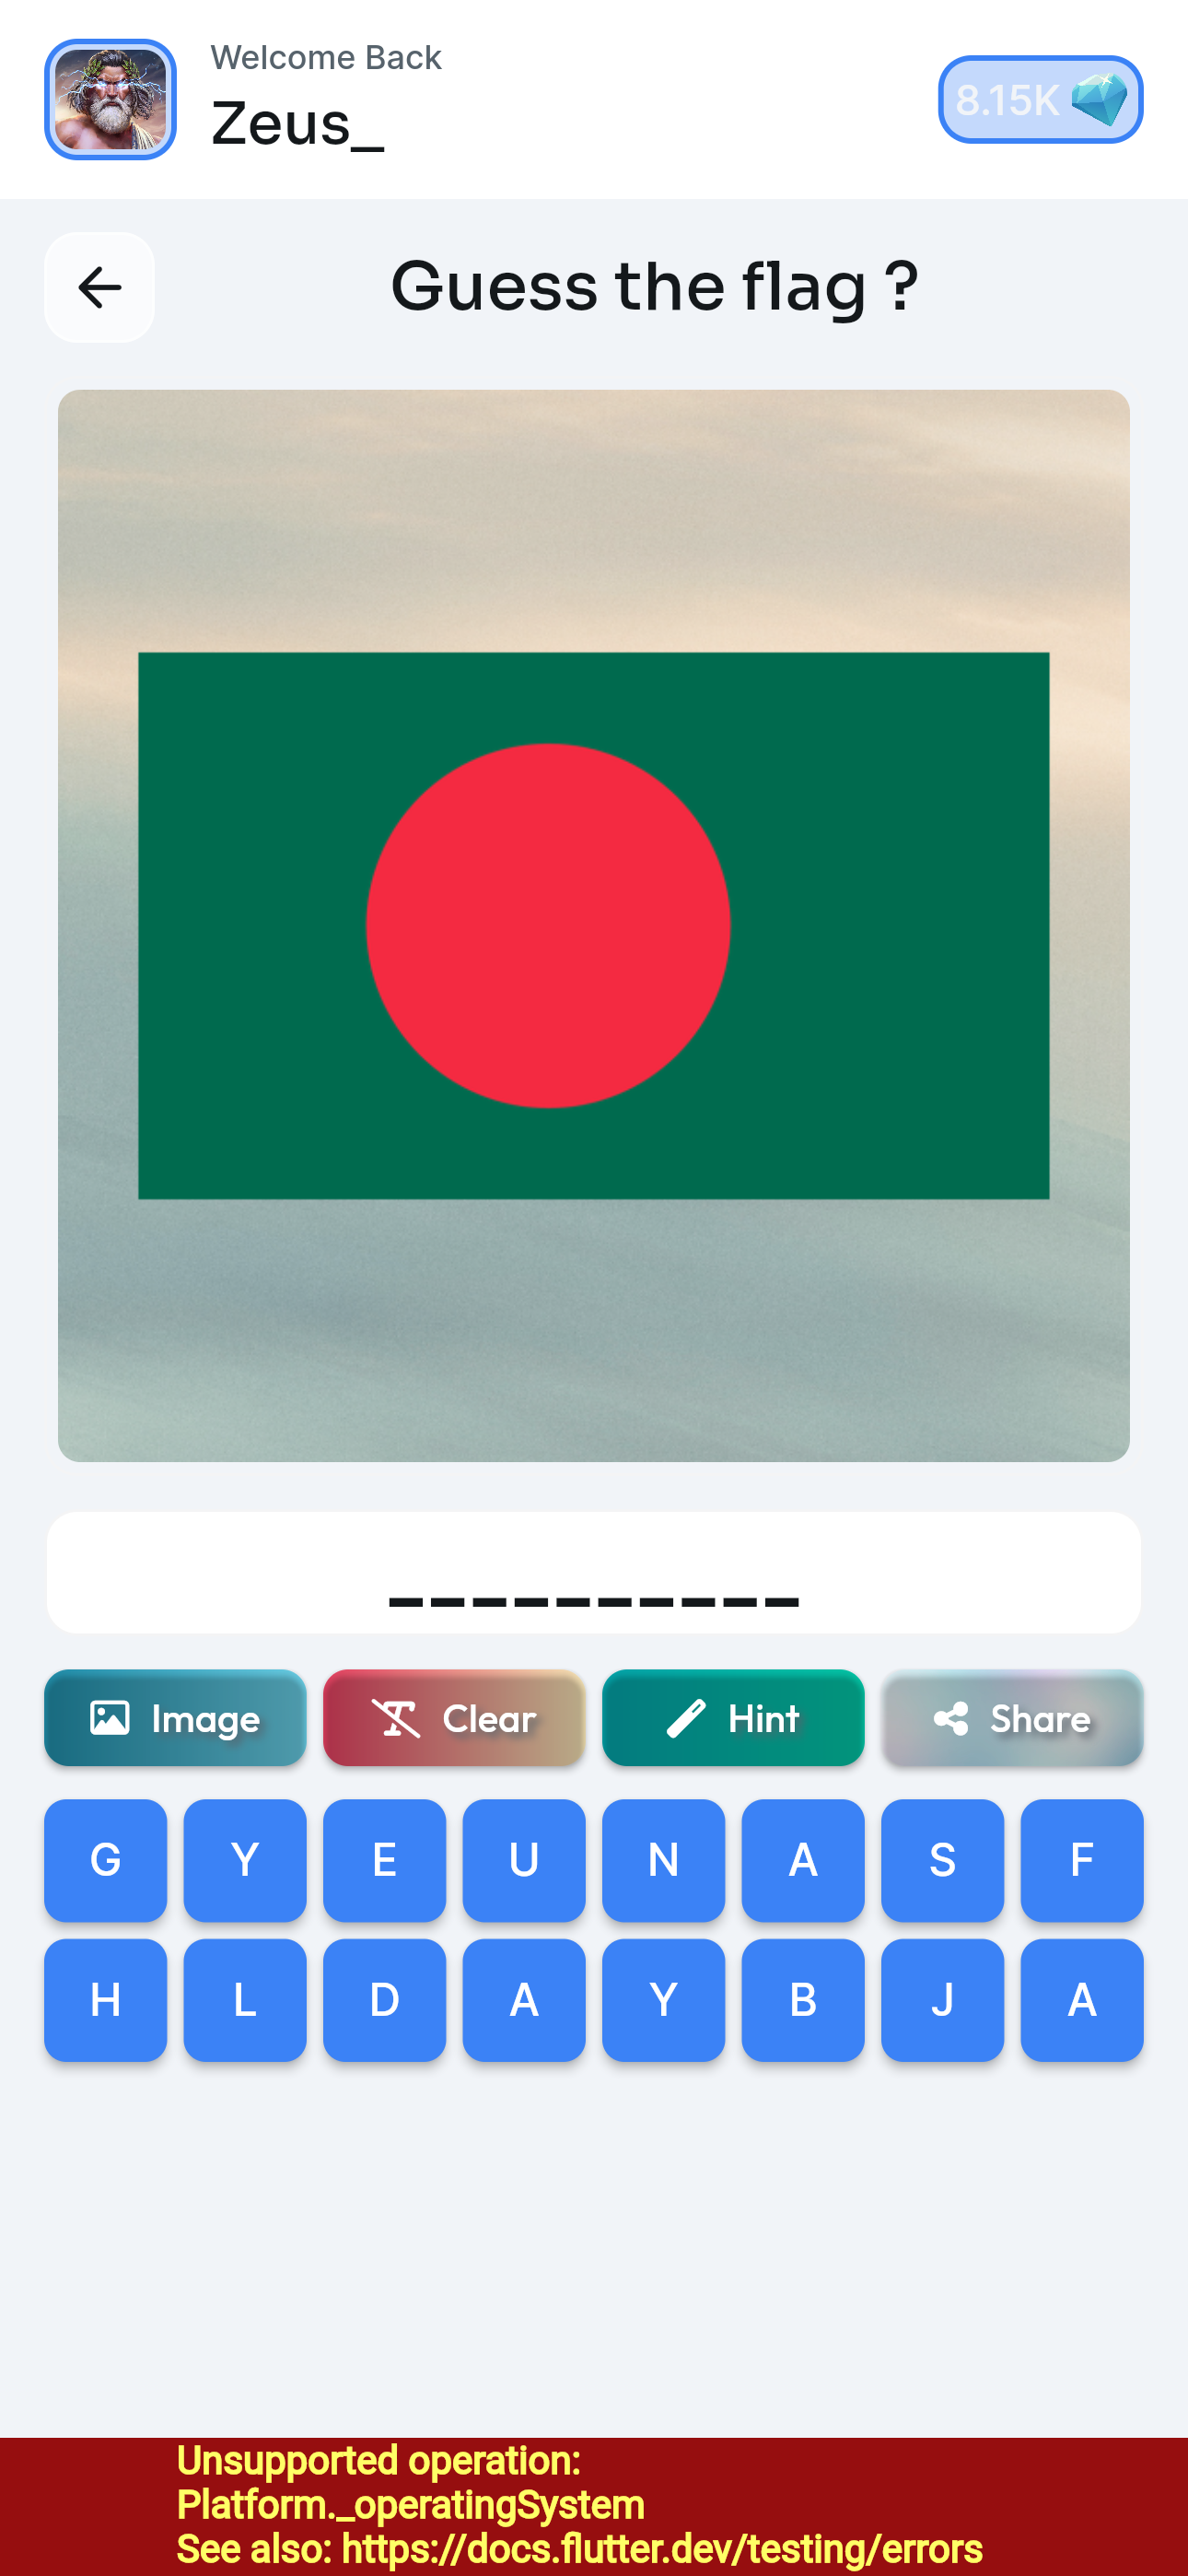 Welcome Back
Zeus_
8.15K
Guess the flag ?
_ _ _ _ _ _ _ _ _ _
Image
Clear
Hint
Share
G Y E U N A S F
H L D A Y B J A
Unsupported operation:
Platform._operatingSystem
See also: https://docs.flutter.dev/testing/errors